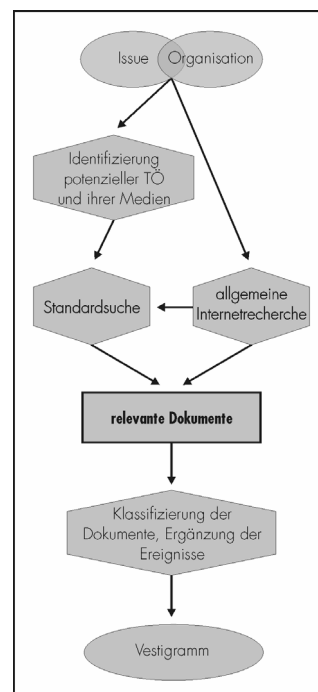 Issue Organisation
Identifizierung
potenzieller TÖ
und ihrer Medien
Standardsuche
allgemeine
Internetrecherche
relevante Dokumente
Klassifizierung der
Dokumente, Ergänzung der
Ereignisse
Vestigramm